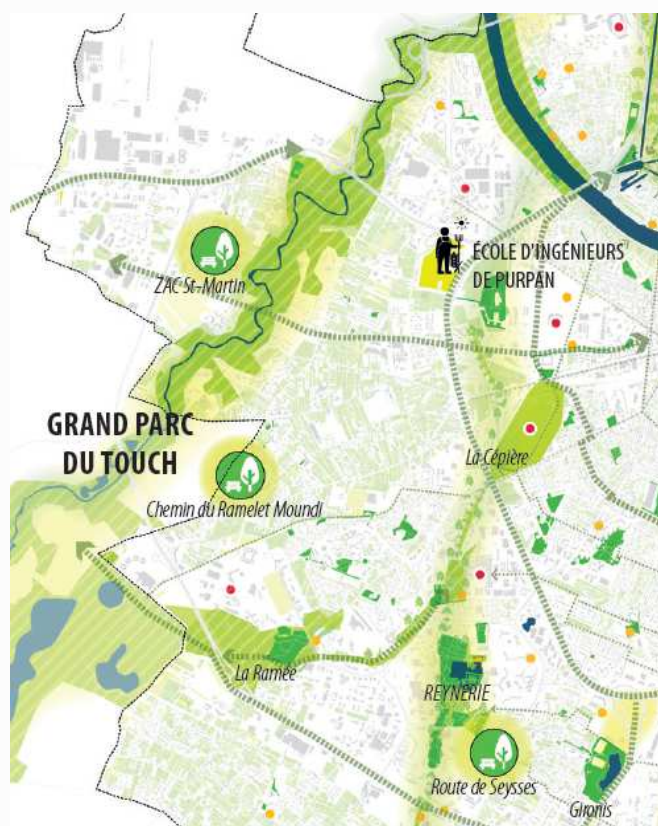 ÉCOLE D'INGÉNIEURS
DE PURPAN
ZAC St-Martin
GRAND PARC
DU TOUCH
La Cépière
Chemin du Ramelet Moundi
La Ramée
REYNERIE
Route de Seysses
Gironis